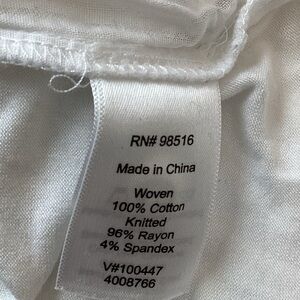 RN# 98516
Made in China
Woven
100% Cotton
Knitted
96% Rayon
4% Spandex
V#100447
4008766